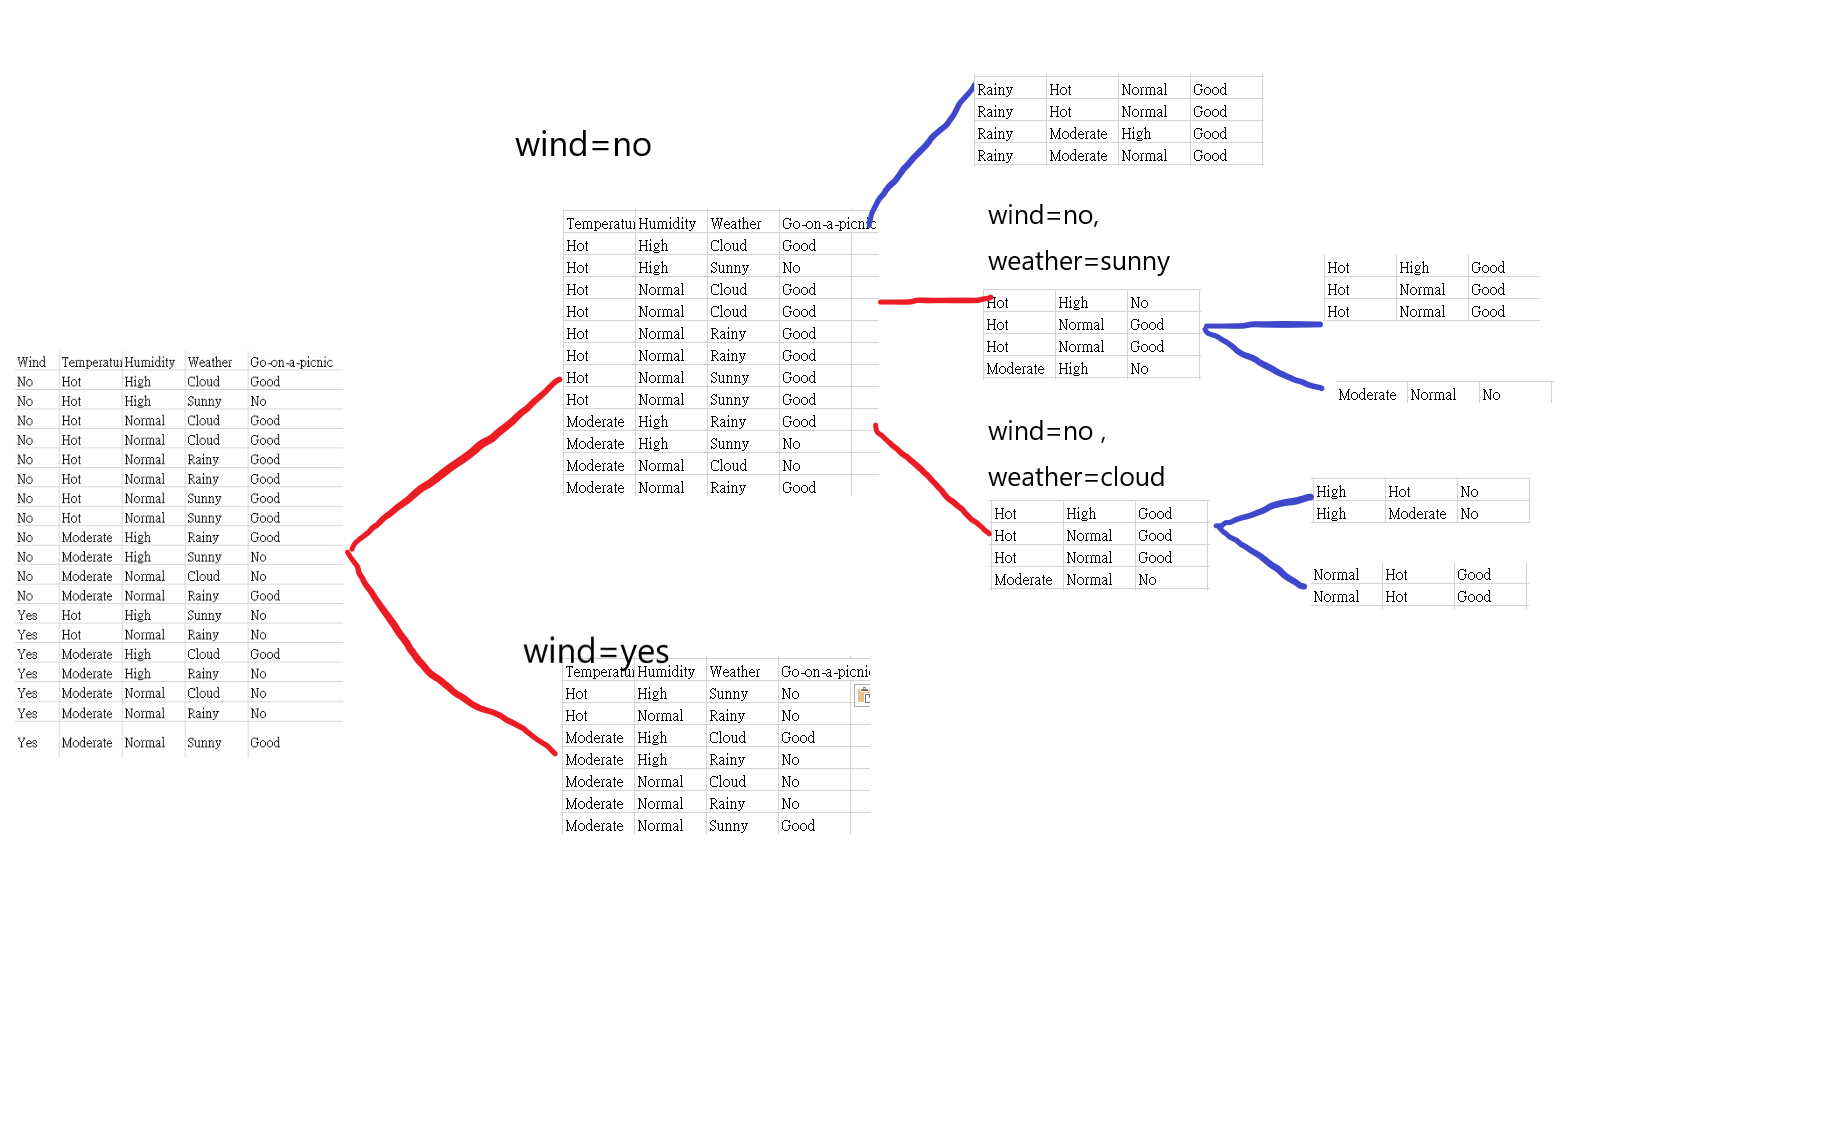 Wind Temperatur Humidity Weather Go-on-a-picnic
No Hot High Cloud Good
No Hot High Sunny No
No Hot Normal Cloud Good
No Hot Normal Cloud Good
No Hot Normal Rainy Good
No Hot Normal Rainy Good
No Hot Normal Sunny Good
No Hot Normal Sunny Good
No Moderate High Rainy Good
No Moderate High Sunny No
No Moderate Normal Cloud No
No Moderate Normal Rainy Good
Yes Hot High Sunny No
Yes Hot Normal Rainy No
Yes Moderate High Cloud Good
Yes Moderate High Rainy No
Yes Moderate Normal Cloud No
Yes Moderate Normal Rainy No
Yes Moderate Normal Sunny Good
wind=no
Temperatur Humidity Weather Go-on-a-picnic
Hot High Cloud Good
Hot High Sunny No
Hot Normal Cloud Good
Hot Normal Cloud Good
Hot Normal Rainy Good
Hot Normal Rainy Good
Hot Normal Sunny Good
Hot Normal Sunny Good
Moderate High Rainy Good
Moderate High Sunny No
Moderate Normal Cloud No
Moderate Normal Rainy Good
wind=yes
Temperatur Humidity Weather Go-on-a-picni
Hot High Sunny No
Hot Normal Rainy No
Moderate High Cloud Good
Moderate High Rainy No
Moderate Normal Cloud No
Moderate Normal Rainy No
Moderate Normal Sunny Good
Rainy Hot Normal Good
Rainy Hot Normal Good
Rainy Moderate High Good
Rainy Moderate Normal Good
wind=no,
weather=sunny
Hot High No
Hot Normal Good
Hot Normal Good
Moderate High No
Hot High Good
Hot Normal Good
Hot Normal Good
Moderate Normal No
wind=no ,
weather=cloud
Hot High Good
Hot Normal Good
Hot Normal Good
Moderate Normal No
High Hot No
High Moderate No
Normal Hot Good
Normal Hot Good